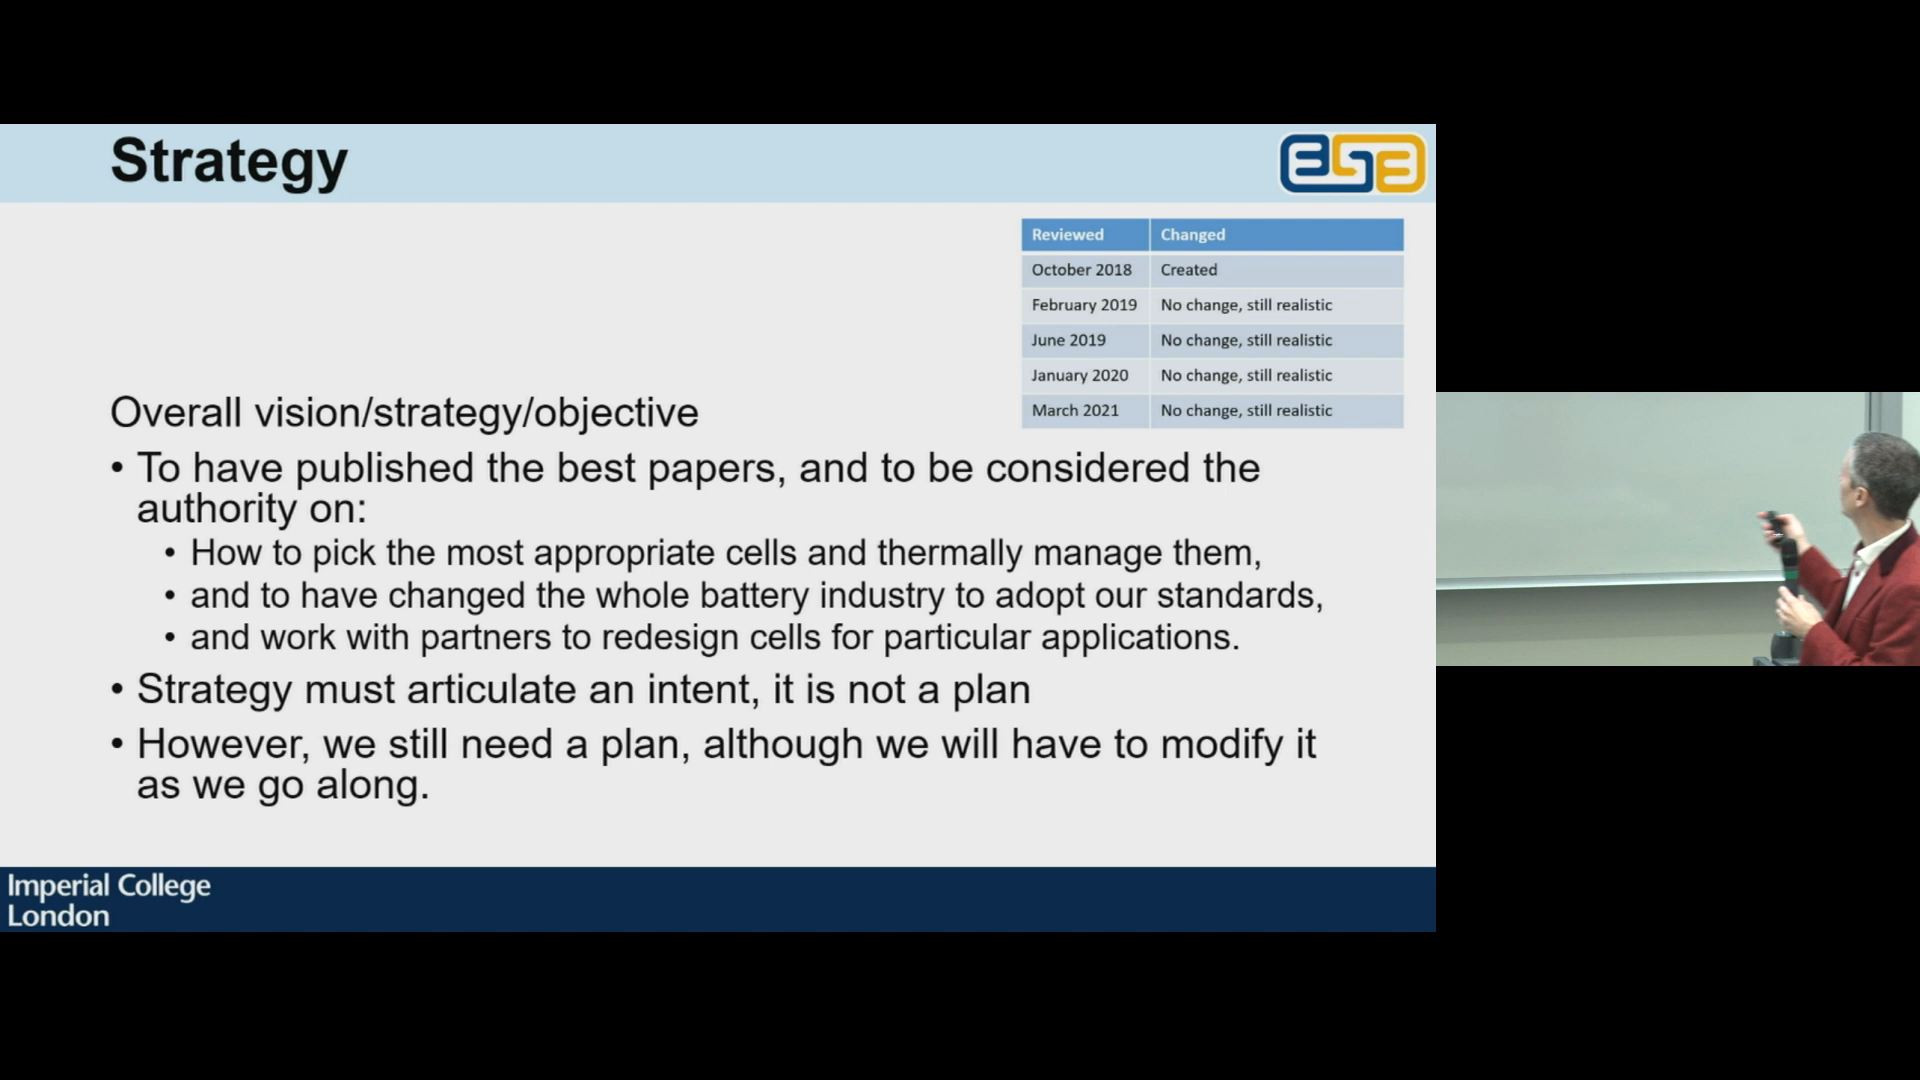 Strategy
Reviewed Changed
October 2018 Created
February 2019 No change, still realistic
June 2019 No change, still realistic
January 2020 No change, still realistic
March 2021 No change, still realistic
Overall vision/strategy/objective
• To have published the best papers, and to be considered the
authority on:
• How to pick the most appropriate cells and thermally manage them,
• and to have changed the whole battery industry to adopt our standards,
• and work with partners to redesign cells for particular applications.
• Strategy must articulate an intent, it is not a plan
• However, we still need a plan, although we will have to modify it
as we go along.
Imperial College
London